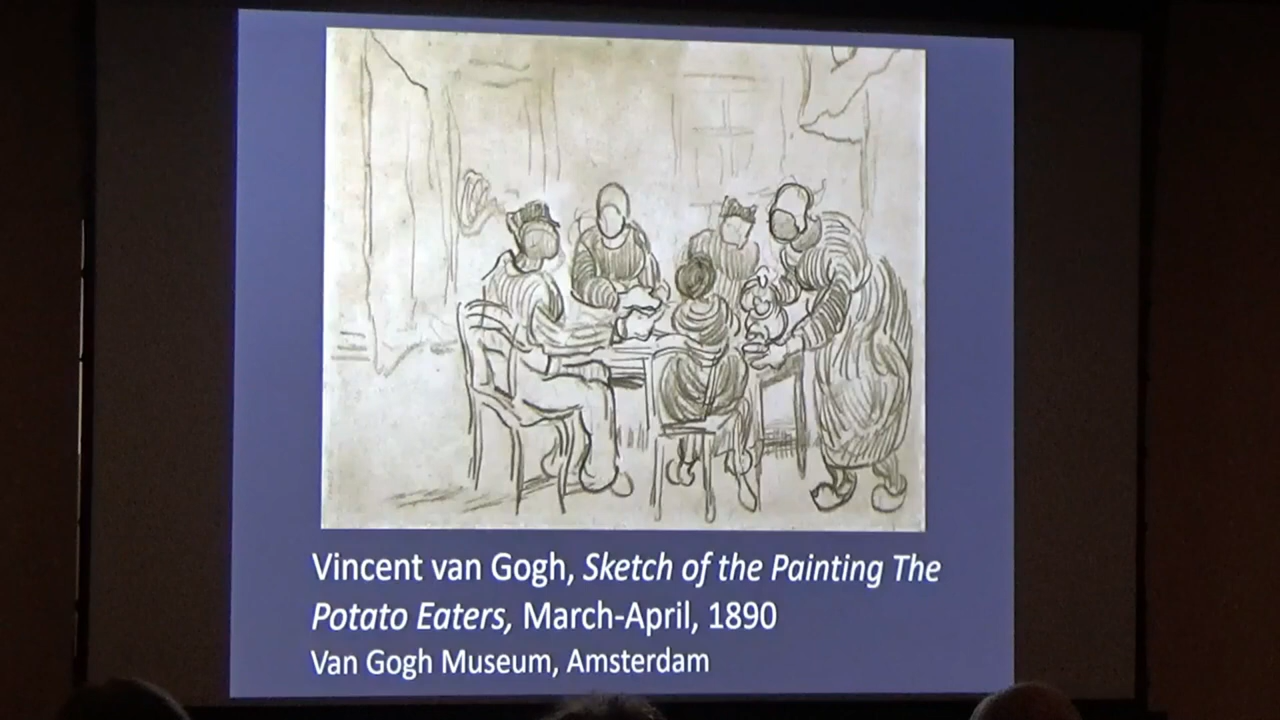 Vincent van Gogh, Sketch of the Painting The
Potato Eaters, March-April, 1890
Van Gogh Museum, Amsterdam